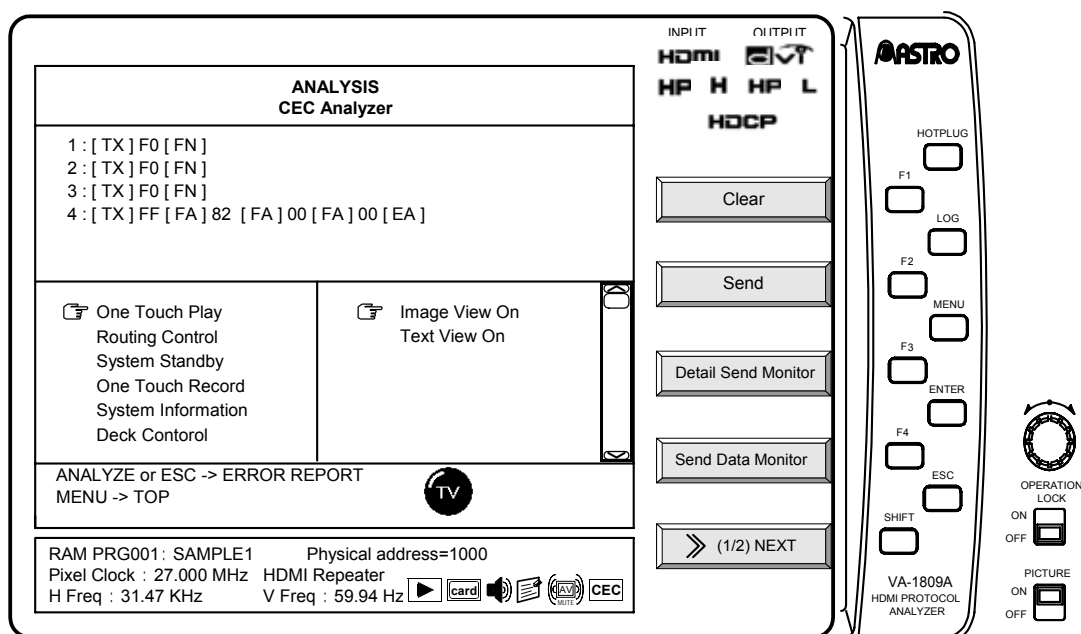 ANALYSIS
CEC Analyzer
1 : [ TX ] F0 [ FN ]
2 : [ TX ] F0 [ FN ]
3 : [ TX ] F0 [ FN ]
4 : [ TX ] FF [ FA ] 82 [ FA ] 00 [ FA ] 00 [ EA ]
One Touch Play
Routing Control
System Standby
One Touch Record
System Information
Deck Contorol
Image View On
Text View On
ANALYZE or ESC -> ERROR REPORT
MENU -> TOP
TV
RAM PRG001: SAMPLE1 Physical address=1000
Pixel Clock : 27.000 MHz HDMI Repeater
H Freq : 31.47 KHz V Freq : 59.94 Hz
card
AV
MUTE
CEC
INPUT OUTPUT
HDMI DVI
HP H HP L
HDCP
Clear
Send
Detail Send Monitor
Send Data Monitor
(1/2) NEXT
ASTRO
HOTPLUG
F1
LOG
F2
MENU
F3
ENTER
F4
ESC
SHIFT
VA-1809A
HDMI PROTOCOL
ANALYZER
OPERATION
LOCK
ON
OFF
PICTURE
ON
OFF